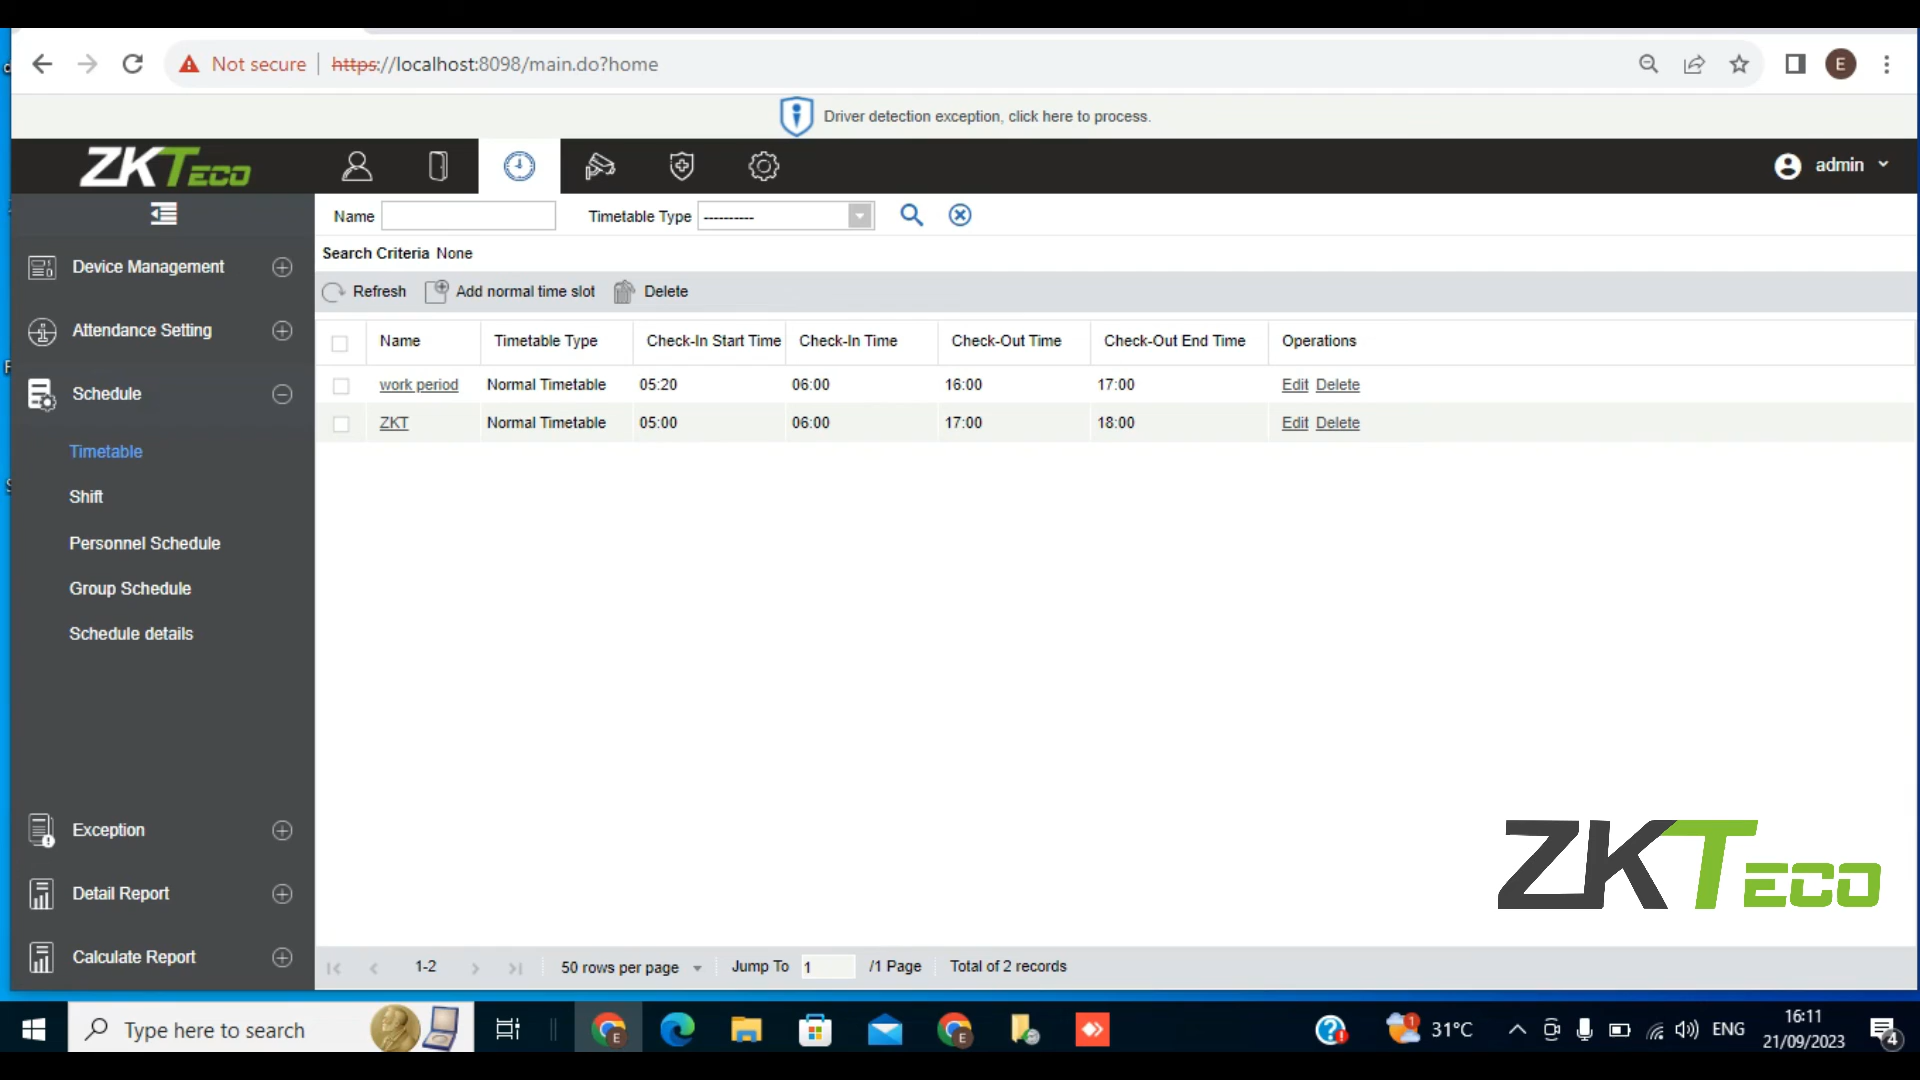 Not secure https://localhost:8098/main.do?home E
Driver detection exception, click here to process.
ZKTECO admin
Name Timetable Type ----------
Search Criteria None
Refresh Add normal time slot Delete
Device Management
Attendance Setting
Schedule
Timetable
Shift
Personnel Schedule
Group Schedule
Schedule details
Exception
Detail Report
Calculate Report
Name Timetable Type Check-In Start Time Check-In Time Check-Out Time Check-Out End Time Operations
work period Normal Timetable 05:20 06:00 16:00 17:00 Edit Delete
ZKT Normal Timetable 05:00 06:00 17:00 18:00 Edit Delete
ZKTECO
1-2 50 rows per page Jump To 1 /1 Page Total of 2 records
Type here to search E E 1 31°C ENG 16:11
21/09/2023 4